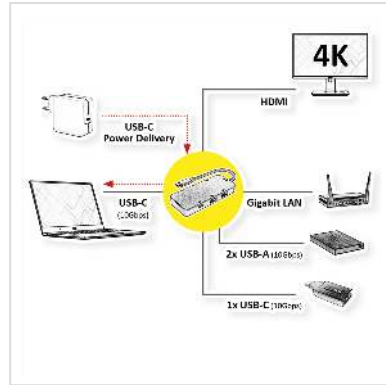 4K
HDMI
USB-C
Power Delivery
USB-C
(10Gbps)
Gigabit LAN
2x USB-A (10Gbps)
1x USB-C (10Gbps)